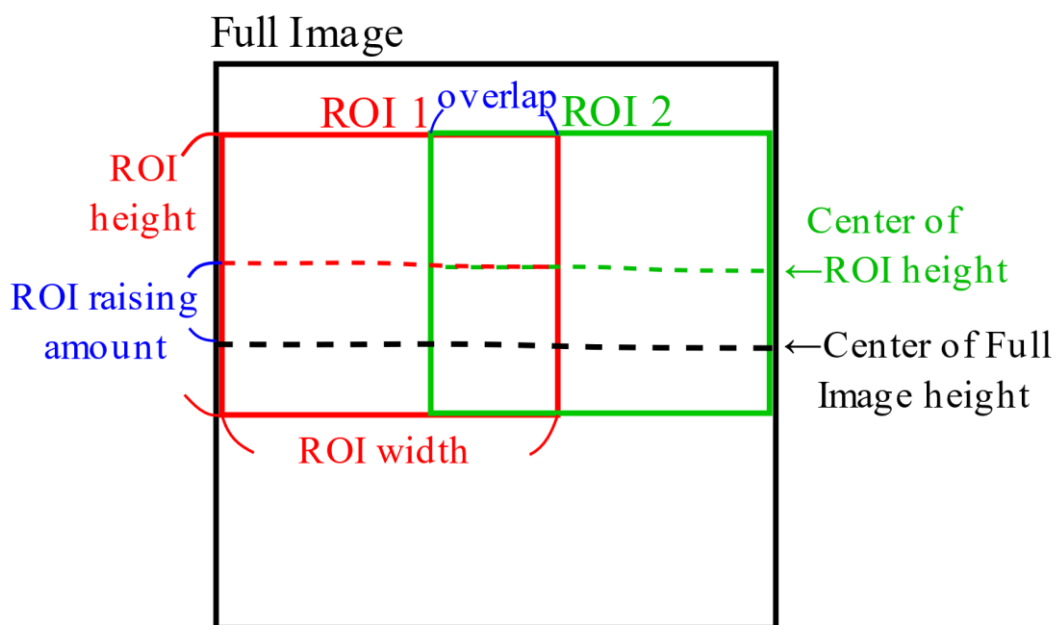 Full Image
overlap
ROI 1
ROI 2
ROI
height
Center of
←ROI height
ROI raising
amount
←Center of Full
Image height
ROI width